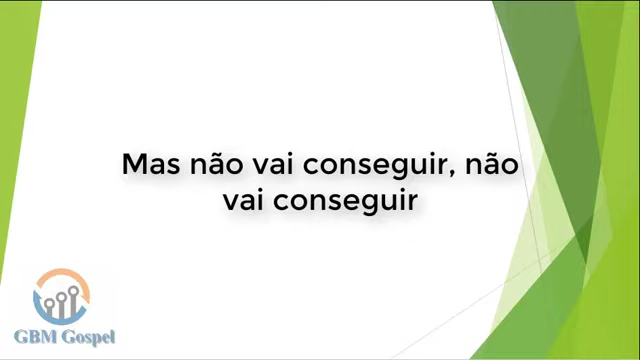 Mas não vai conseguir, não
vai conseguir
GBM Gospel